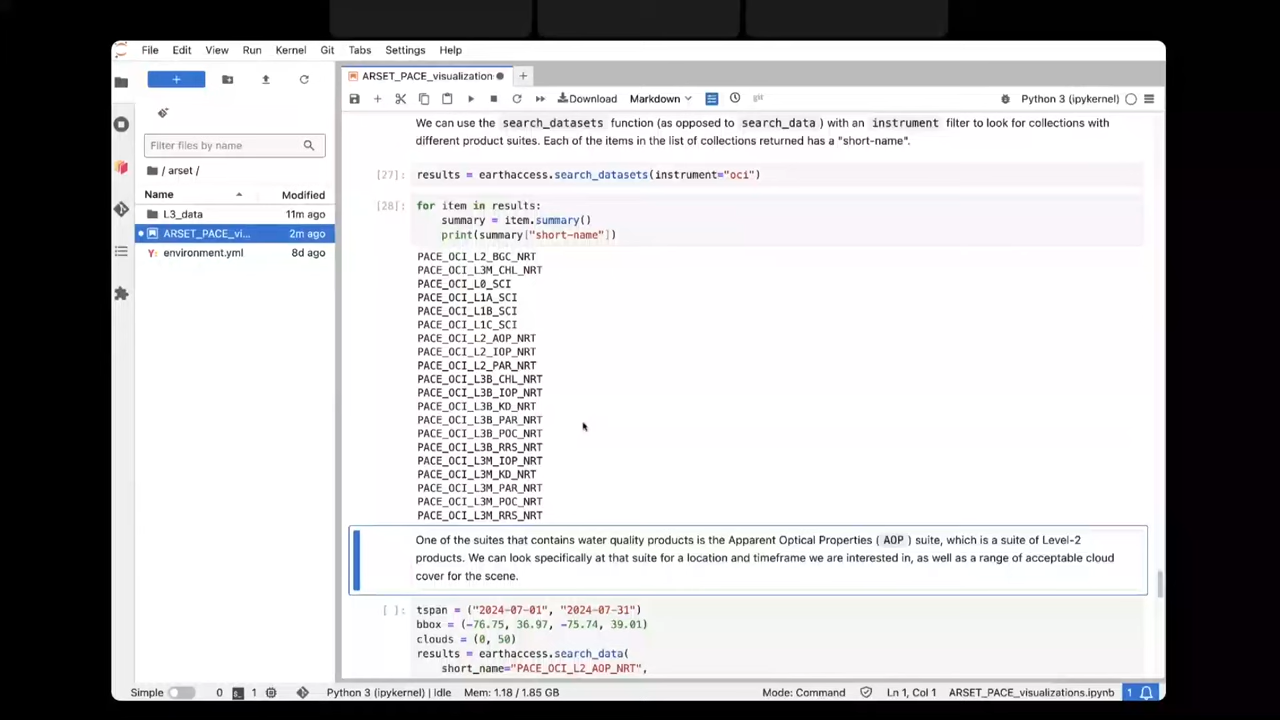 File Edit View Run Kernel Git Tabs Settings Help
ARSET_PACE_visualization
Download
Markdown
git
Python 3 (ipykernel)
Filter files by name
/ arset /
Name
Modified
L3_data
11m ago
ARSET_PACE_vi...
2m ago
environment.yml
8d ago
We can use the search_datasets function (as opposed to search_data ) with an instrument filter to look for collections with
different product suites. Each of the items in the list of collections returned has a "short-name".
[27]: results = earthaccess.search_datasets(instrument="oci")
[28]: for item in results:
summary = item.summary()
print(summary["short-name"])
PACE_OCI_L2_BGC_NRT
PACE_OCI_L3M_CHL_NRT
PACE_OCI_L0_SCI
PACE_OCI_L1A_SCI
PACE_OCI_L1B_SCI
PACE_OCI_L1C_SCI
PACE_OCI_L2_AOP_NRT
PACE_OCI_L2_IOP_NRT
PACE_OCI_L2_PAR_NRT
PACE_OCI_L3B_CHL_NRT
PACE_OCI_L3B_IOP_NRT
PACE_OCI_L3B_KD_NRT
PACE_OCI_L3B_PAR_NRT
PACE_OCI_L3B_POC_NRT
PACE_OCI_L3B_RRS_NRT
PACE_OCI_L3M_IOP_NRT
PACE_OCI_L3M_KD_NRT
PACE_OCI_L3M_PAR_NRT
PACE_OCI_L3M_POC_NRT
PACE_OCI_L3M_RRS_NRT
One of the suites that contains water quality products is the Apparent Optical Properties ( AOP ) suite, which is a suite of Level-2
products. We can look specifically at that suite for a location and timeframe we are interested in, as well as a range of acceptable cloud
cover for the scene.
[ ]: tspan = ("2024-07-01", "2024-07-31")
bbox = (-76.75, 36.97, -75.74, 39.01)
clouds = (0, 50)
results = earthaccess.search_data(
short_name="PACE_OCI_L2_AOP_NRT",
Simple 0 1 Python 3 (ipykernel) | Idle Mem: 1.18 / 1.85 GB Mode: Command Ln 1, Col 1 ARSET_PACE_visualizations.ipynb 1